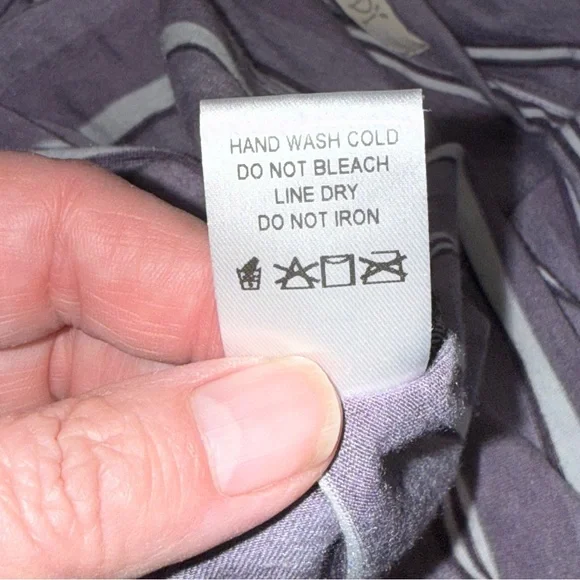 HAND WASH COLD
DO NOT BLEACH
LINE DRY
DO NOT IRON